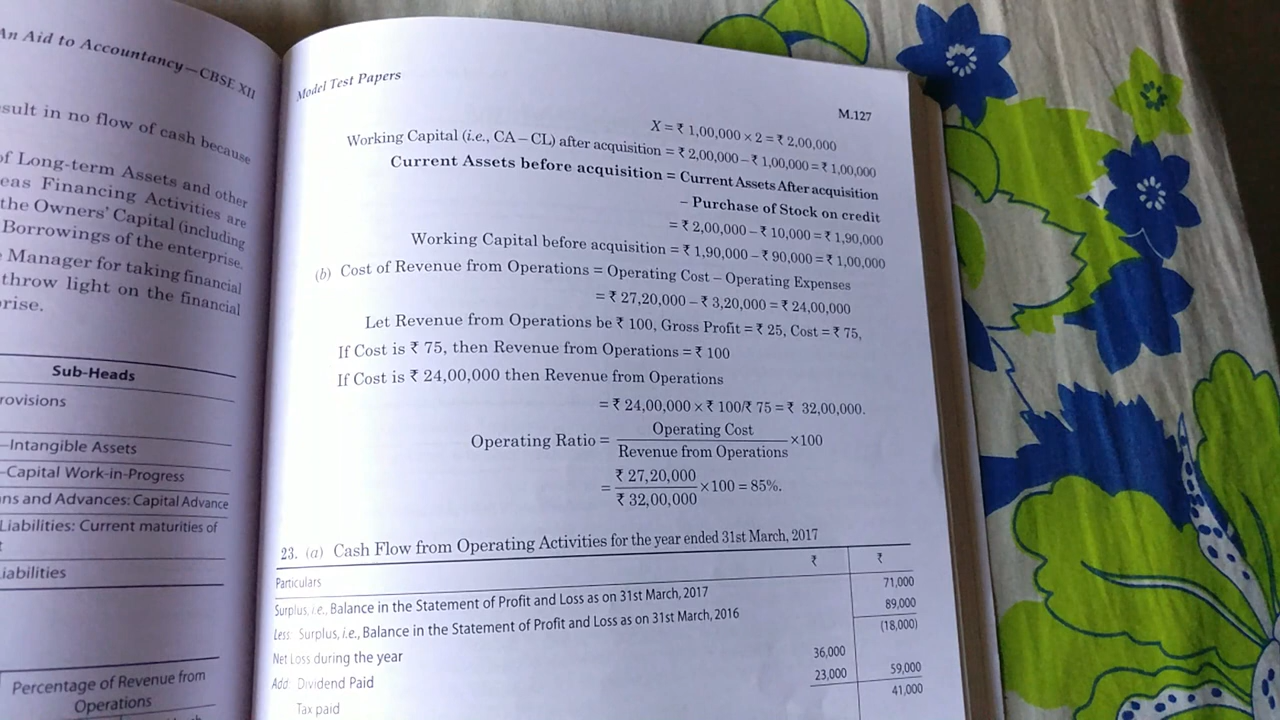 An Aid to Accountancy—CBSE XII
sult in no flow of cash because
of Long-term Assets and other
eas Financing Activities are
the Owners' Capital (including
Borrowings of the enterprise.
Manager for taking financial
throw light on the financial
rise.
Sub-Heads
rovisions
–Intangible Assets
–Capital Work-in-Progress
ns and Advances: Capital Advance
Liabilities: Current maturities of
t
iabilities
Percentage of Revenue from
Operations
Model Test Papers
M.127
X = ₹ 1,00,000 × 2 = ₹ 2,00,000
Working Capital (i.e., CA – CL) after acquisition = ₹ 2,00,000 – ₹ 1,00,000 = ₹ 1,00,000
Current Assets before acquisition = Current Assets After acquisition
– Purchase of Stock on credit
= ₹ 2,00,000 – ₹ 10,000 = ₹ 1,90,000
Working Capital before acquisition = ₹ 1,90,000 – ₹ 90,000 = ₹ 1,00,000
(b) Cost of Revenue from Operations = Operating Cost – Operating Expenses
= ₹ 27,20,000 – ₹ 3,20,000 = ₹ 24,00,000
Let Revenue from Operations be ₹ 100, Gross Profit = ₹ 25, Cost = ₹ 75,
If Cost is ₹ 75, then Revenue from Operations = ₹ 100
If Cost is ₹ 24,00,000 then Revenue from Operations
= ₹ 24,00,000 × ₹ 100/₹ 75 = ₹ 32,00,000.
Operating Ratio = Operating Cost / Revenue from Operations ×100
= ₹ 27,20,000 / ₹ 32,00,000 ×100 = 85%.
23. (a) Cash Flow from Operating Activities for the year ended 31st March, 2017
Particulars ₹ ₹
Surplus, i.e., Balance in the Statement of Profit and Loss as on 31st March, 2017 71,000
Less: Surplus, i.e., Balance in the Statement of Profit and Loss as on 31st March, 2016 89,000
Net Loss during the year (18,000)
Add: Dividend Paid 36,000
Tax paid 23,000 59,000
41,000